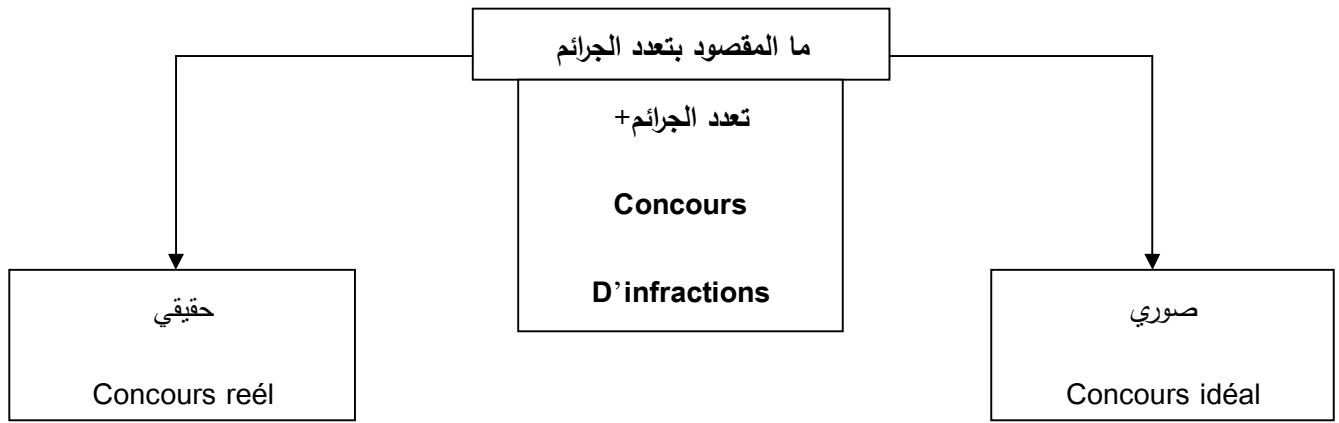 ما المقصود بتعدد الجرائم
تعدد الجرائم+
Concours
D’infractions
صوري
Concours idéal
حقيقي
Concours reél